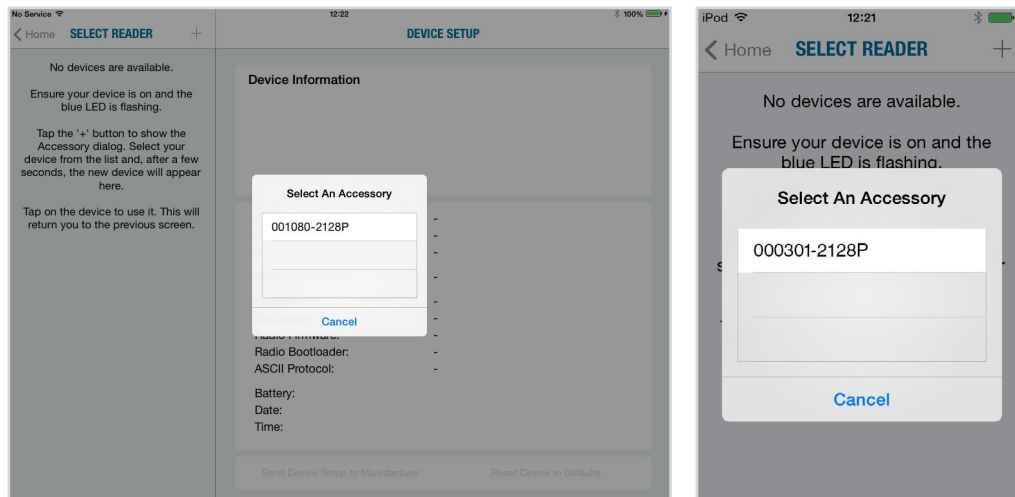 No Service 12:22 100%
Home SELECT READER + DEVICE SETUP
No devices are available.
Ensure your device is on and the
blue LED is flashing.
Tap the '+' button to show the
Accessory dialog. Select your
device from the list and, after a few
seconds, the new device will appear
here.
Tap on the device to use it. This will
return you to the previous screen.
Device Information
Select An Accessory
001080-2128P
Cancel
-
-
-
-
-
-
Radio Firmware: -
Radio Bootloader: -
ASCII Protocol: -
Battery:
Date:
Time:
Send Device Setup to Manufacturer Reset Device to Defaults
iPod 12:21
Home SELECT READER +
No devices are available.
Ensure your device is on and the
blue LED is flashing.
Select An Accessory
000301-2128P
Cancel